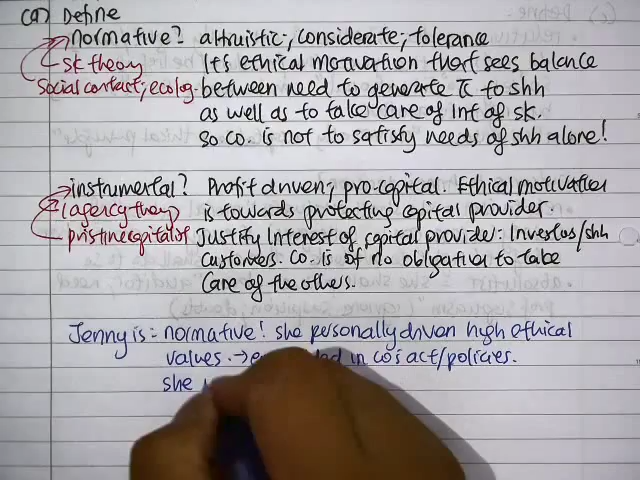 (a) Define
normative? altruistic; considerate; tolerance
sk theory It's ethical motivation that sees balance
social contact; ecolog. between need to generate π to shh
as well as to take care of int of sk.
so co. is not to satisfy needs of shh alone!
instrumental? Profit driven; pro-capital. Ethical motivation
(agency theory is towards protecting capital provider.
pristine capitalist Justify interest of capital provider: Investos/shh
customers. Co. is of no obligation to take
care of the others.
Jenny is = normative! she personally driven high ethical
values. → in co's act/policies.
she